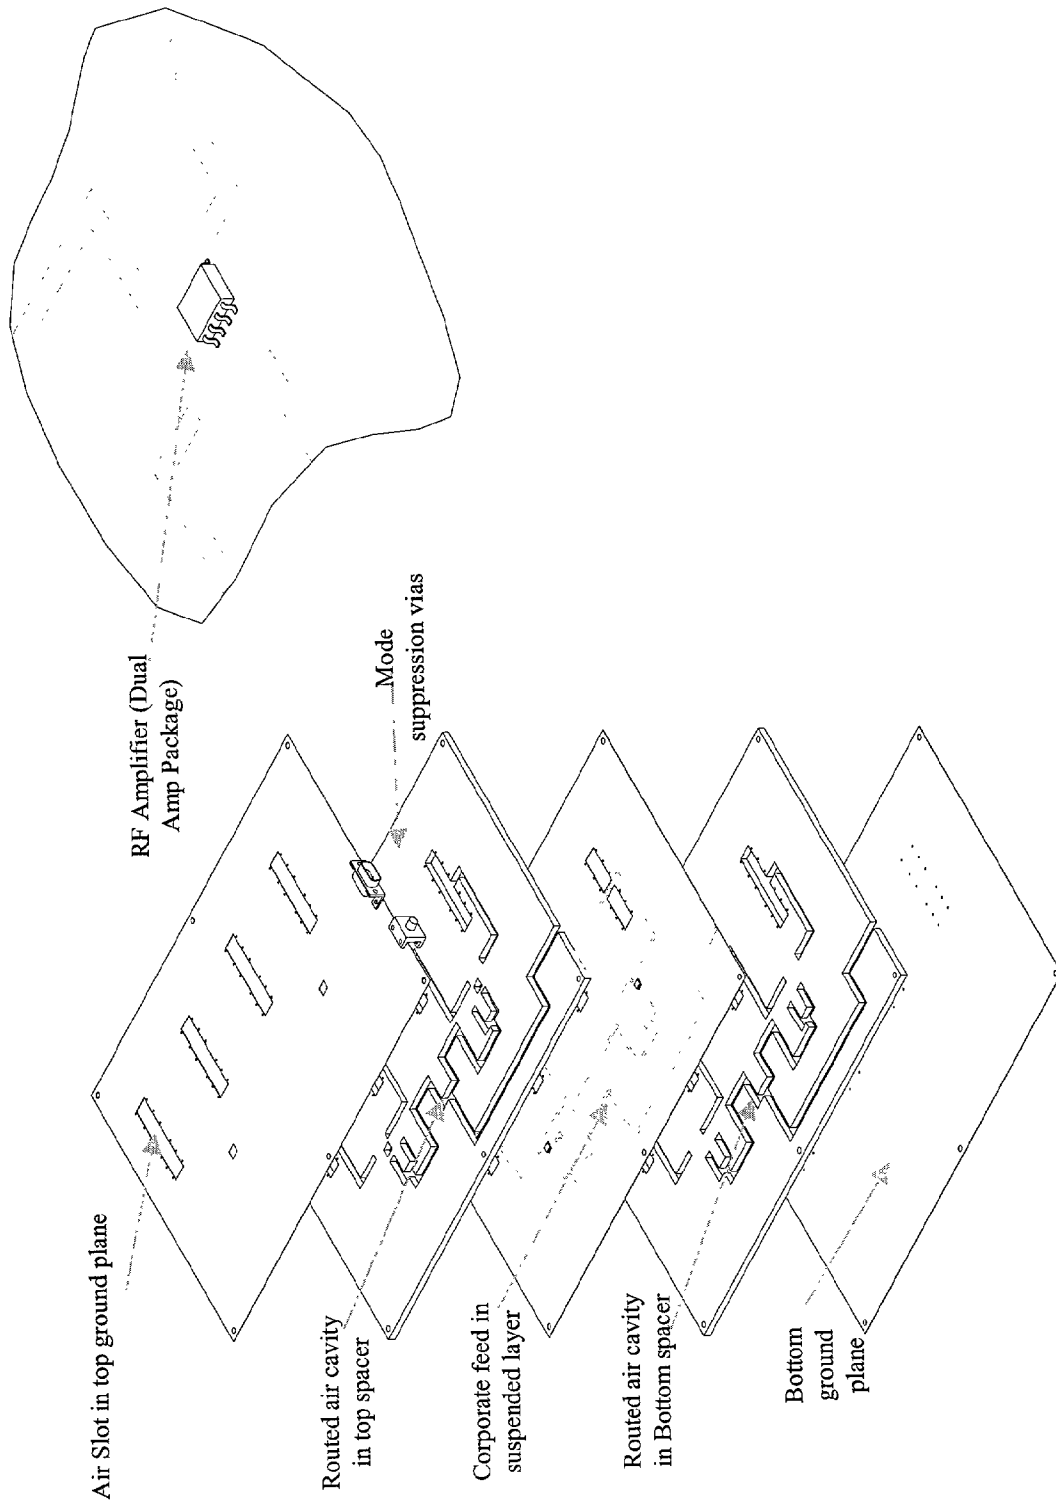 RF Amplifier (Dual
Amp Package)
Mode
suppression vias
Air Slot in top ground plane
Routed air cavity
in top spacer
Corporate feed in
suspended layer
Routed air cavity
in Bottom spacer
Bottom
ground
plane